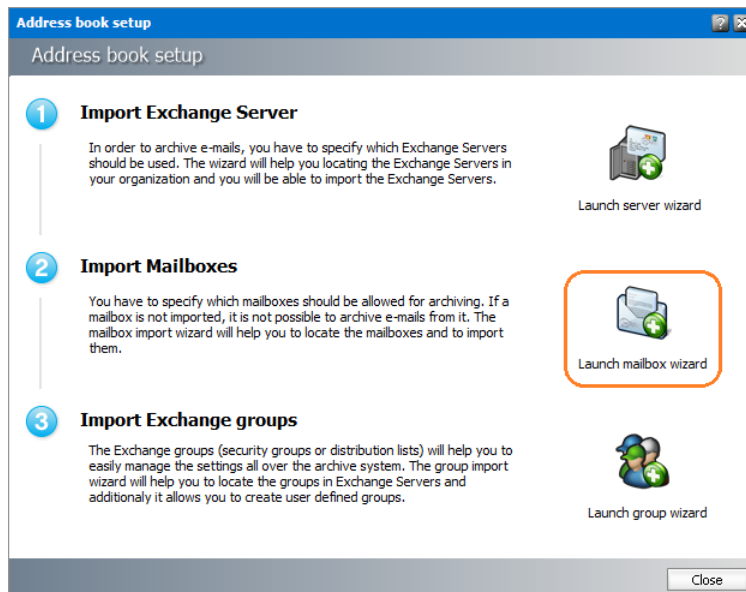 Address book setup
Address book setup
1
Import Exchange Server
In order to archive e-mails, you have to specify which Exchange Servers
should be used. The wizard will help you locating the Exchange Servers in
your organization and you will be able to import the Exchange Servers.
Launch server wizard
2
Import Mailboxes
You have to specify which mailboxes should be allowed for archiving. If a
mailbox is not imported, it is not possible to archive e-mails from it. The
mailbox import wizard will help you to locate the mailboxes and to import
them.
Launch mailbox wizard
3
Import Exchange groups
The Exchange groups (security groups or distribution lists) will help you to
easily manage the settings all over the archive system. The group import
wizard will help you to locate the groups in Exchange Servers and
additionaly it allows you to create user defined groups.
Launch group wizard
Close